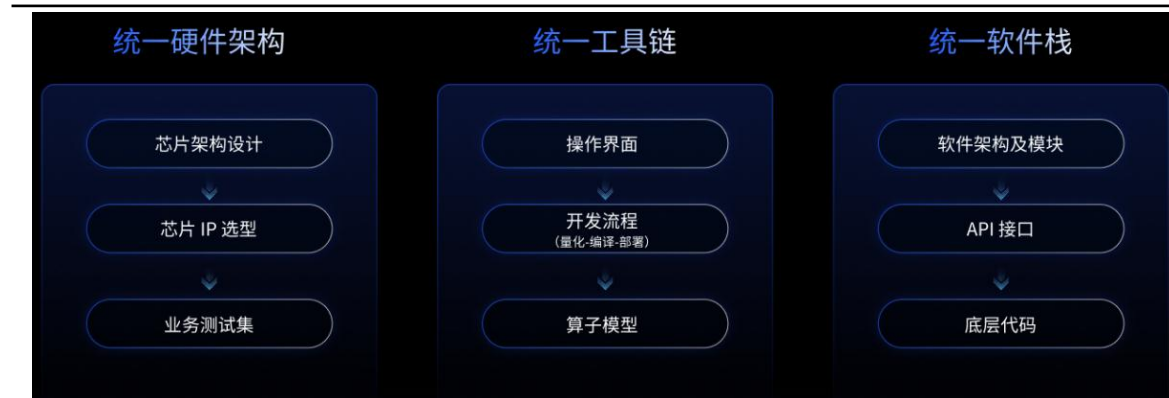 统一硬件架构
芯片架构设计
芯片 IP 选型
业务测试集
统一工具链
操作界面
开发流程
（量化-编译-部署）
算子模型
统一软件栈
软件架构及模块
API 接口
底层代码